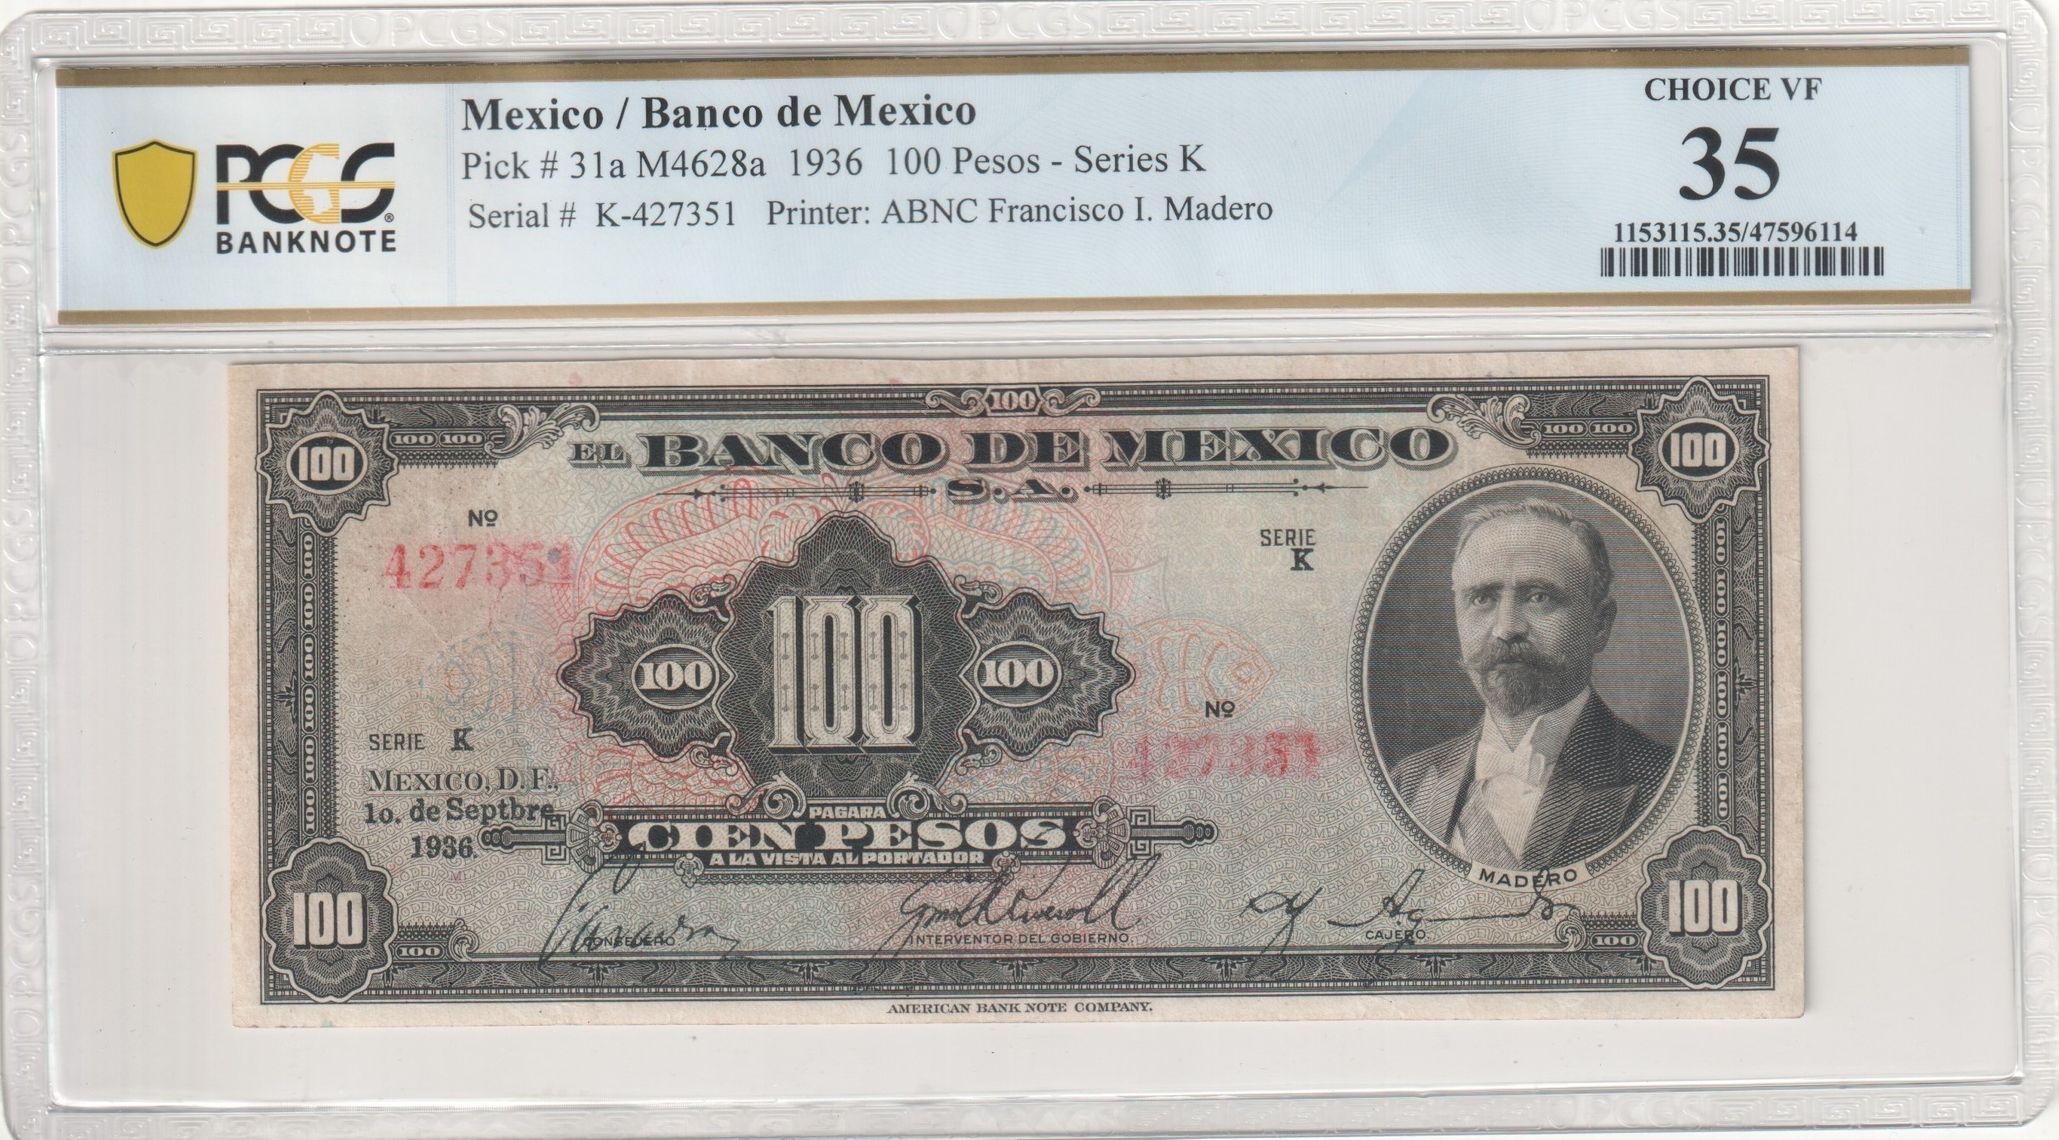 PCGS
BANKNOTE
Mexico / Banco de Mexico
Pick # 31a M4628a 1936 100 Pesos - Series K
Serial # K-427351 Printer: ABNC Francisco I. Madero
CHOICE VF
35
1153115.35/47596114
100
100 100
100 100
100
100
EL BANCO DE MEXICO
S.A.
Nº
427351
SERIE
K
100
100
100
Nº
427351
SERIE K
MEXICO, D.F.,
1o. de Septbre
1936.
PAGARA
CIEN PESOS
A LA VISTA AL PORTADOR
MADERO
100
100
CONSEJERO
INTERVENTOR DEL GOBIERNO.
CAJERO.
100
100
AMERICAN BANK NOTE COMPANY.